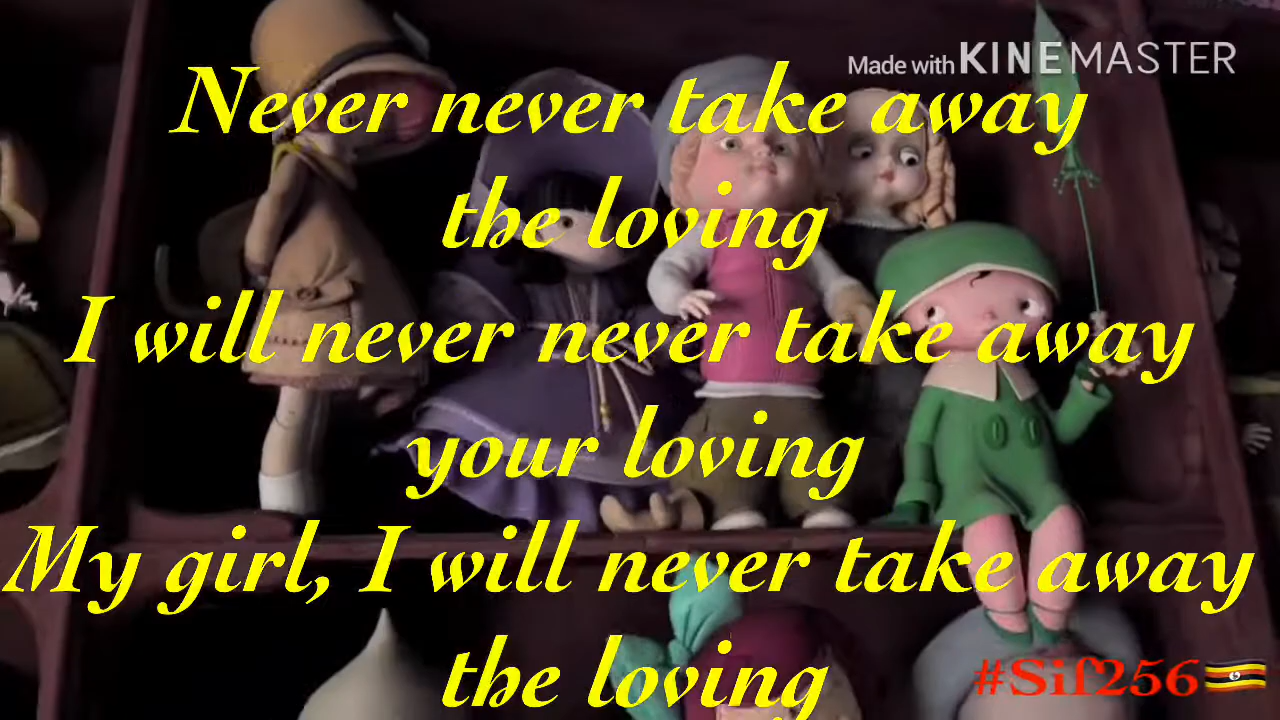 Made with KINEMASTER
Never never take away
the loving
I will never never take away
your loving
My girl, I will never take away
the loving
#Sif256